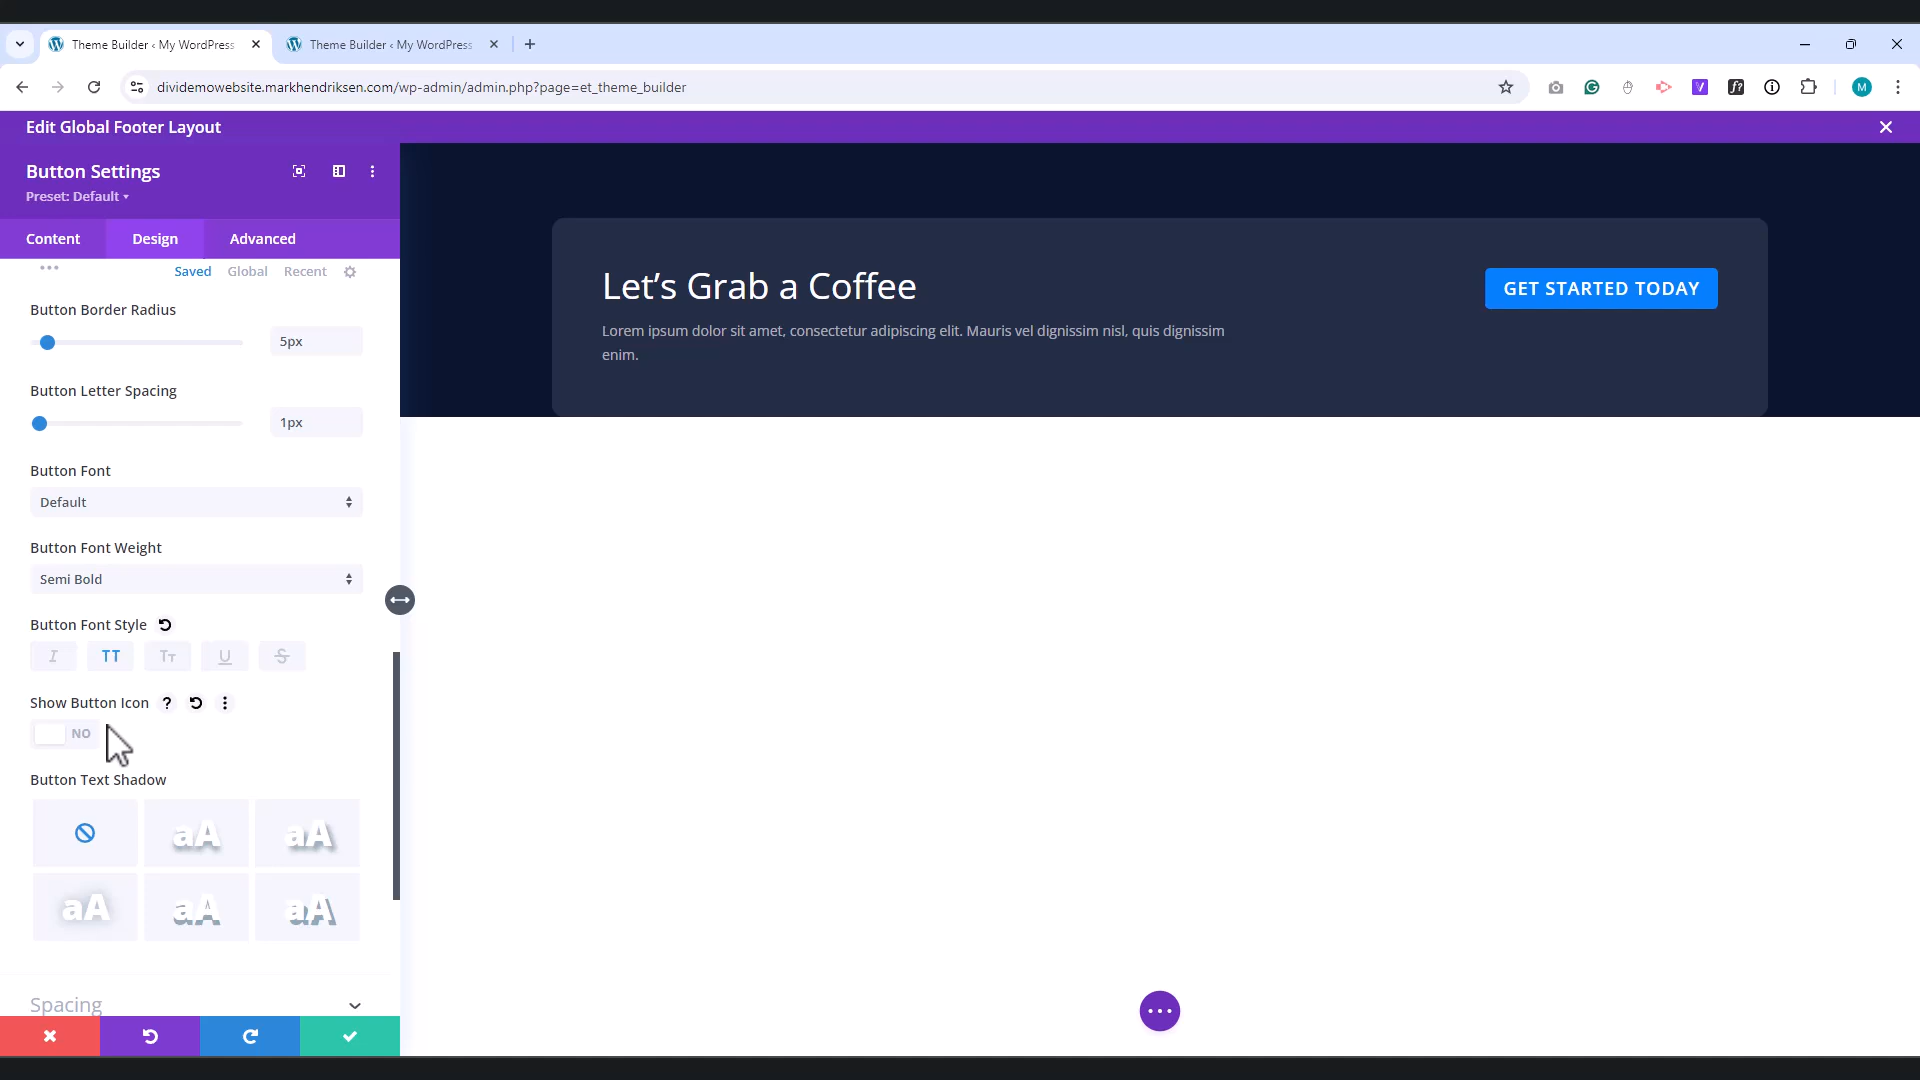 Theme Builder ‹ My WordPress
Theme Builder ‹ My WordPress
dividemowebsite.markhendriksen.com/wp-admin/admin.php?page=et_theme_builder
M
Edit Global Footer Layout
Button Settings
Preset: Default
Content
Design
Advanced
Saved
Global
Recent
Button Border Radius
5px
Button Letter Spacing
1px
Button Font
Default
Button Font Weight
Semi Bold
Button Font Style
I
TT
Tт
U
S
Show Button Icon ?
NO
Button Text Shadow
aA
aA
aA
aA
aA
Spacing
Let’s Grab a Coffee
Lorem ipsum dolor sit amet, consectetur adipiscing elit. Mauris vel dignissim nisl, quis dignissim
enim.
GET STARTED TODAY